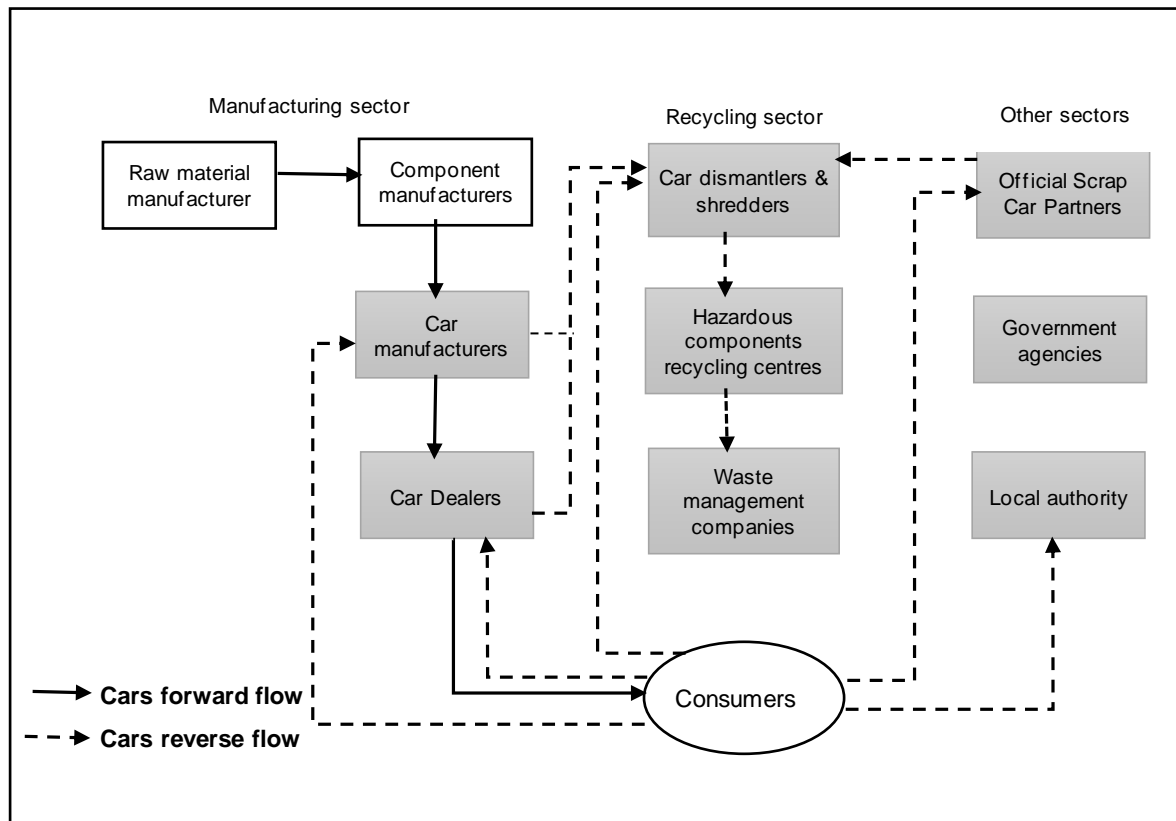 Manufacturing sector
Recycling sector
Other sectors
Raw material
manufacturer
Component
manufacturers
Car dismantlers &
shredders
Official Scrap
Car Partners
Car
manufacturers
Hazardous
components
recycling centres
Government
agencies
Car Dealers
Waste
management
companies
Local authority
Consumers
Cars forward flow
Cars reverse flow